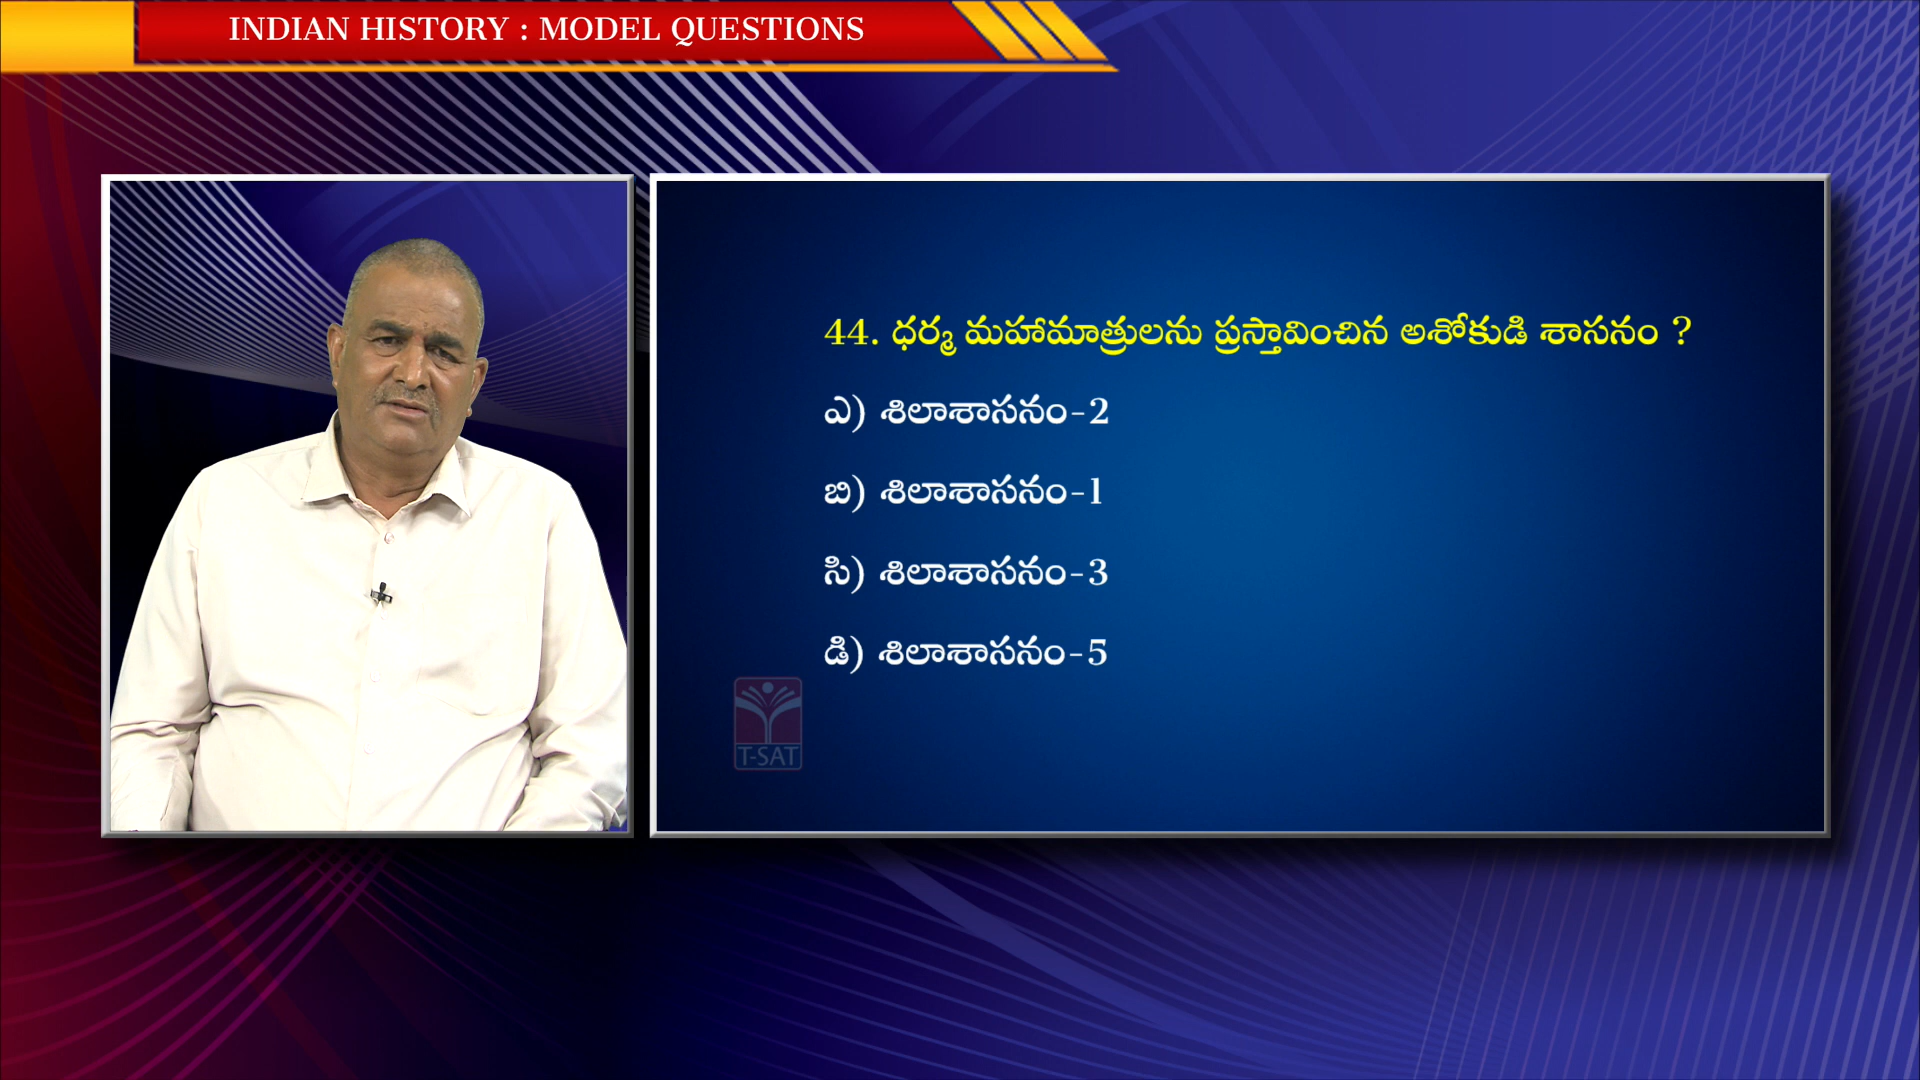 INDIAN HISTORY : MODEL QUESTIONS
44. ధర్మ మహామాత్రులను ప్రస్తావించిన అశోకుడి శాసనం ?
ఎ) శిలాశాసనం-2
బి) శిలాశాసనం-1
సి) శిలాశాసనం-3
డి) శిలాశాసనం-5
T-SAT